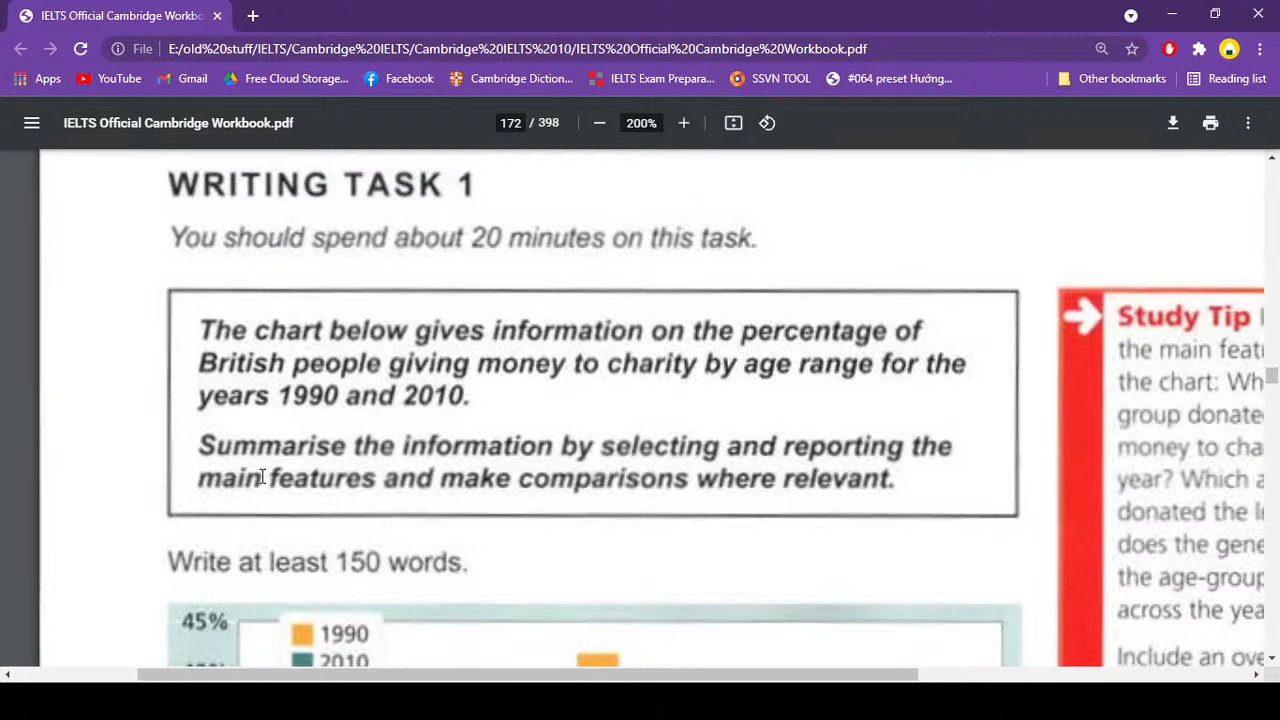 IELTS Official Cambridge Workbo
File
E:/old%20stuff/IELTS/Cambridge%20IELTS/Cambridge%20IELTS%2010/IELTS%20Official%20Cambridge%20Workbook.pdf
Apps YouTube Gmail Free Cloud Storage... Facebook Cambridge Diction... IELTS Exam Prepara... SSVN TOOL #064 preset Hướng... Other bookmarks Reading list
IELTS Official Cambridge Workbook.pdf 172 / 398 200%
WRITING TASK 1
You should spend about 20 minutes on this task.
The chart below gives information on the percentage of
British people giving money to charity by age range for the
years 1990 and 2010.
Summarise the information by selecting and reporting the
main features and make comparisons where relevant.
Write at least 150 words.
45%
1990
2010
Study Tip
the main feat
the chart: Wh
group donate
money to cha
year? Which a
donated the l
does the gene
the age-group
across the yea
Include an ove